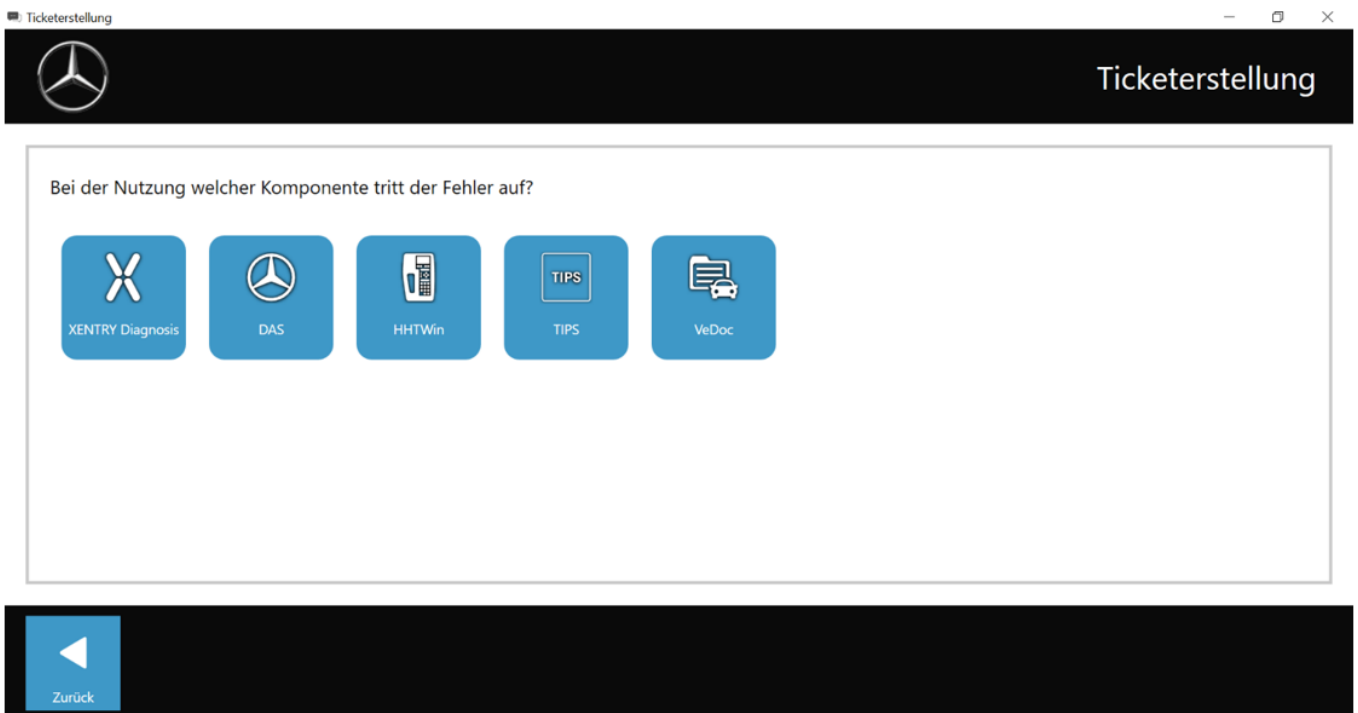 Ticketerstellung
Ticketerstellung
Bei der Nutzung welcher Komponente tritt der Fehler auf?
XENTRY Diagnosis
DAS
HHTWin
TIPS
TIPS
VeDoc
Zurück